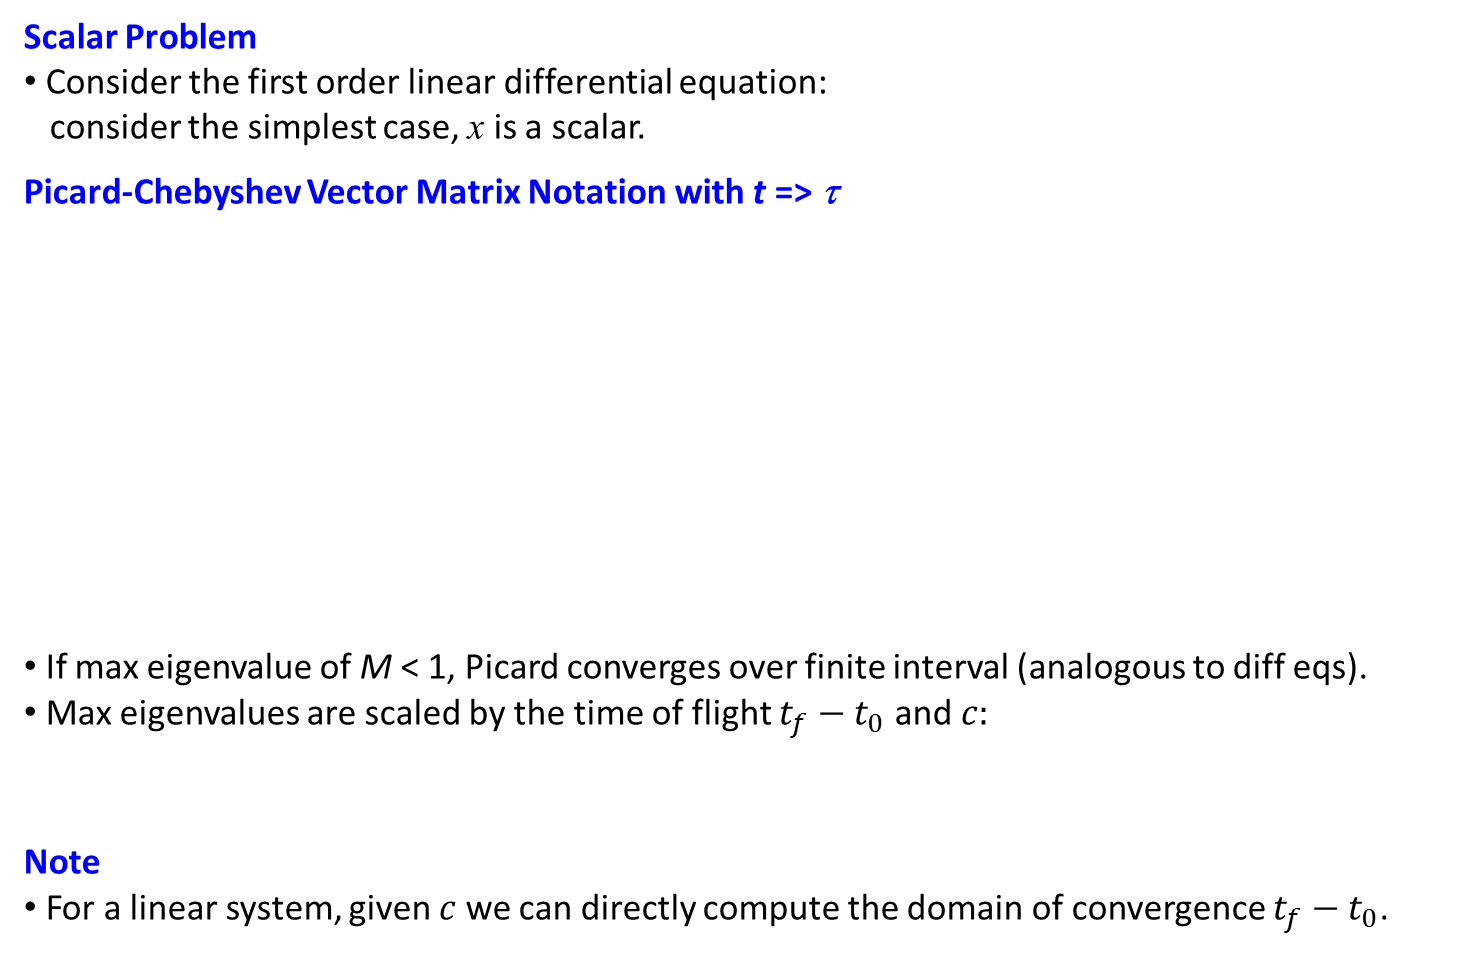 Scalar Problem
• Consider the first order linear differential equation:
consider the simplest case, x is a scalar.
Picard-Chebyshev Vector Matrix Notation with t => τ
• If max eigenvalue of M < 1, Picard converges over finite interval (analogous to diff eqs).
• Max eigenvalues are scaled by the time of flight t_f − t_0 and c:
Note
• For a linear system, given c we can directly compute the domain of convergence t_f − t_0.